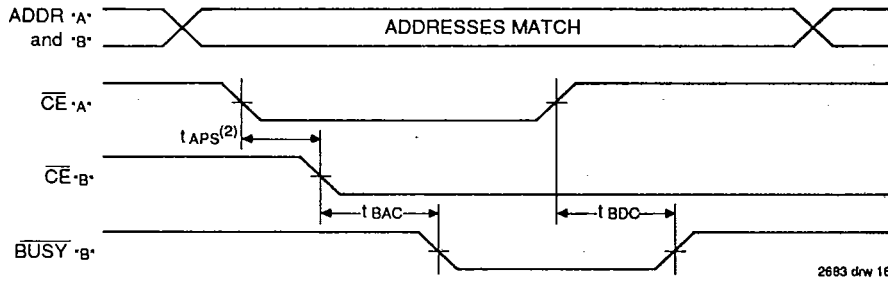 ADDR "A"
and "B"
ADDRESSES MATCH
CE "A"
tAPS(2)
CE "B"
tBAC
tBDC
BUSY "B"
2683 drw 16